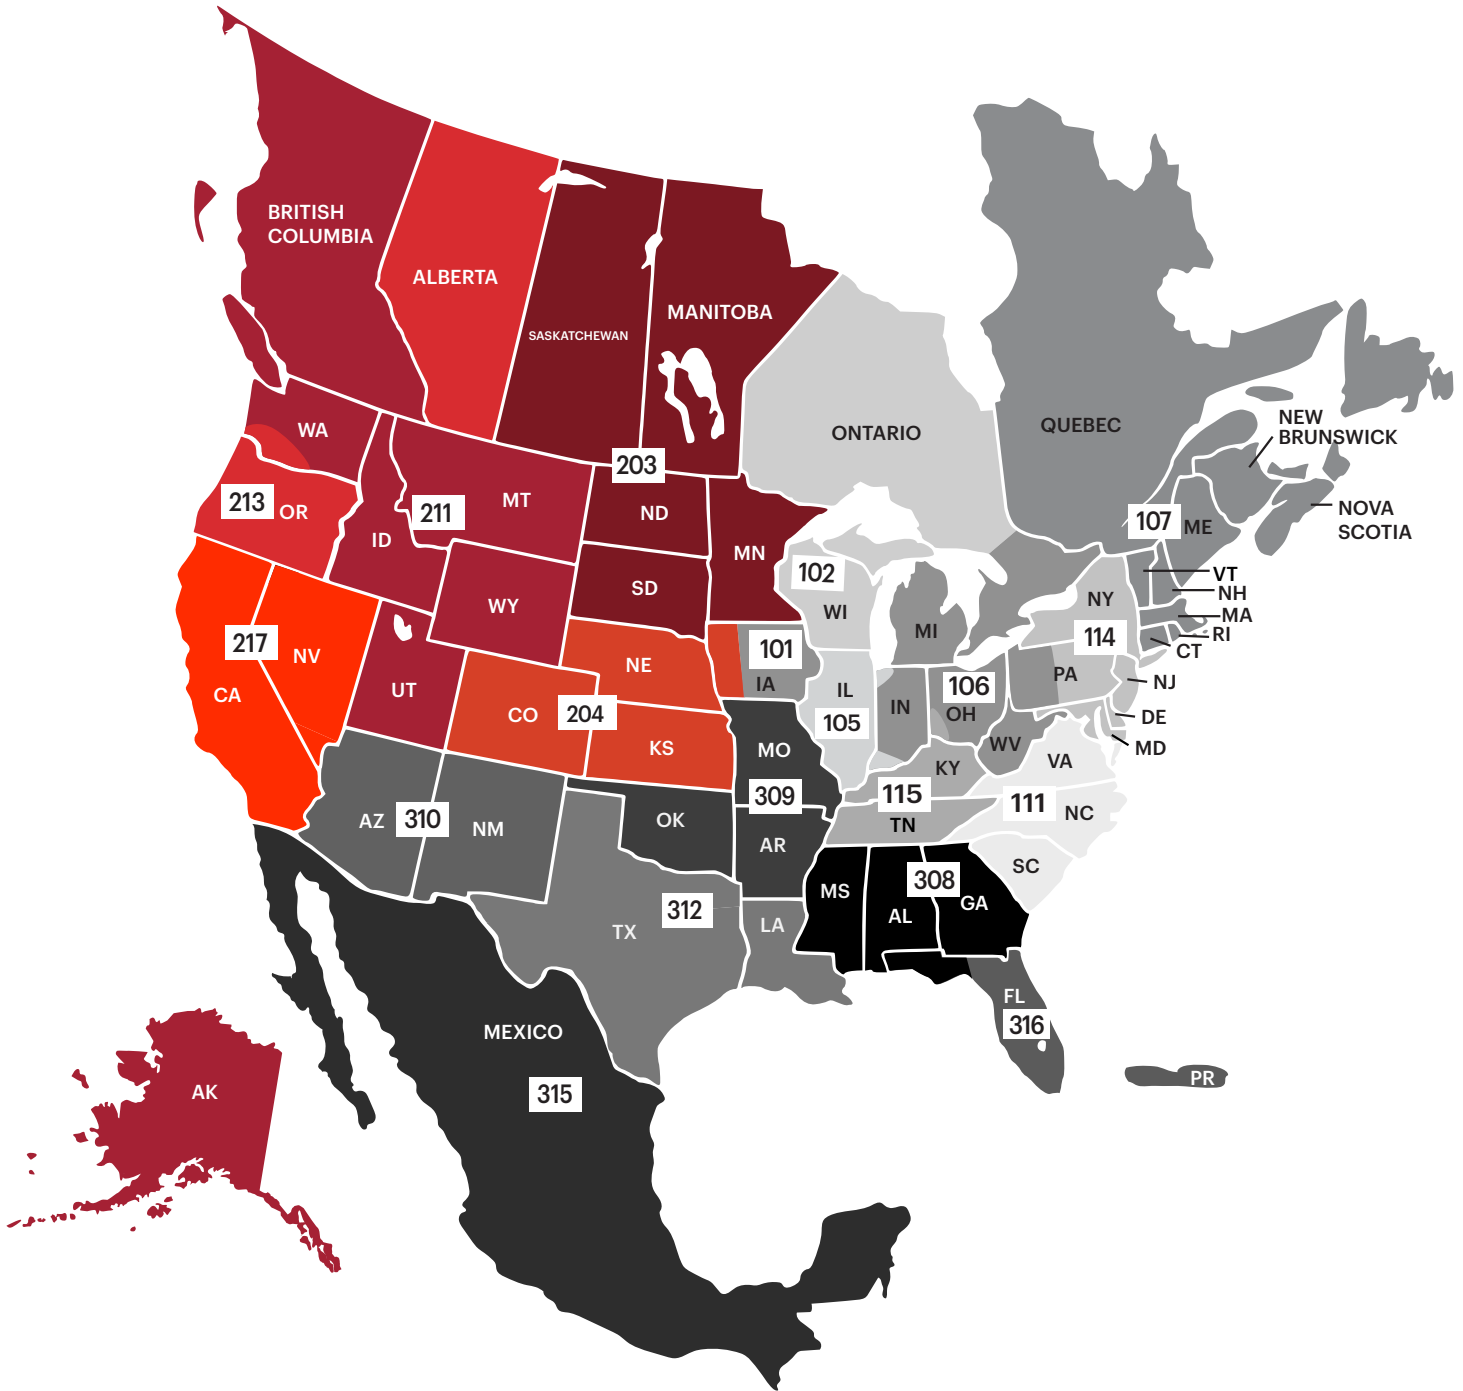 BRITISH
COLUMBIA
ALBERTA
SASKATCHEWAN
MANITOBA
ONTARIO
QUEBEC
NEW
BRUNSWICK
NOVA
SCOTIA
WA
203
213
OR
211
MT
ND
107
ME
ID
MN
102
VT
SD
NH
WY
NY
WI
MA
MI
114
RI
217
101
CT
NV
NE
PA
IA
106
NJ
CA
UT
IL
IN
OH
CO
204
105
DE
KS
MO
WV
MD
VA
KY
309
115
111
NC
AZ
310
NM
OK
TN
AR
SC
MS
308
GA
312
AL
TX
LA
FL
316
MEXICO
PR
AK
315